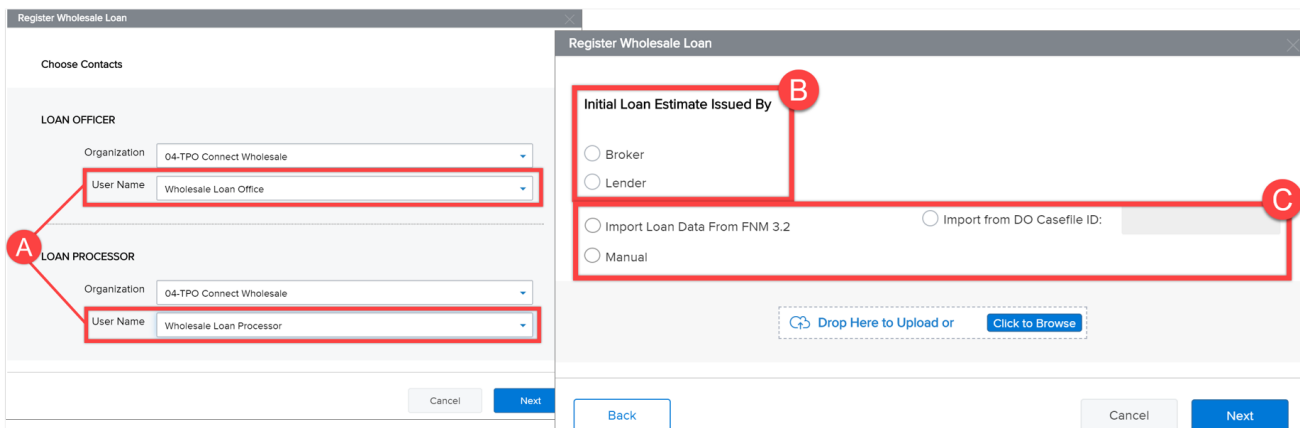 Register Wholesale Loan
Choose Contacts
LOAN OFFICER
Organization 04-TPO Connect Wholesale
User Name Wholesale Loan Office
A
LOAN PROCESSOR
Organization 04-TPO Connect Wholesale
User Name Wholesale Loan Processor
Cancel Next
Register Wholesale Loan
B
Initial Loan Estimate Issued By
Broker
Lender
C
Import Loan Data From FNM 3.2 Import from DO Casefile ID:
Manual
Drop Here to Upload or Click to Browse
Back Cancel Next